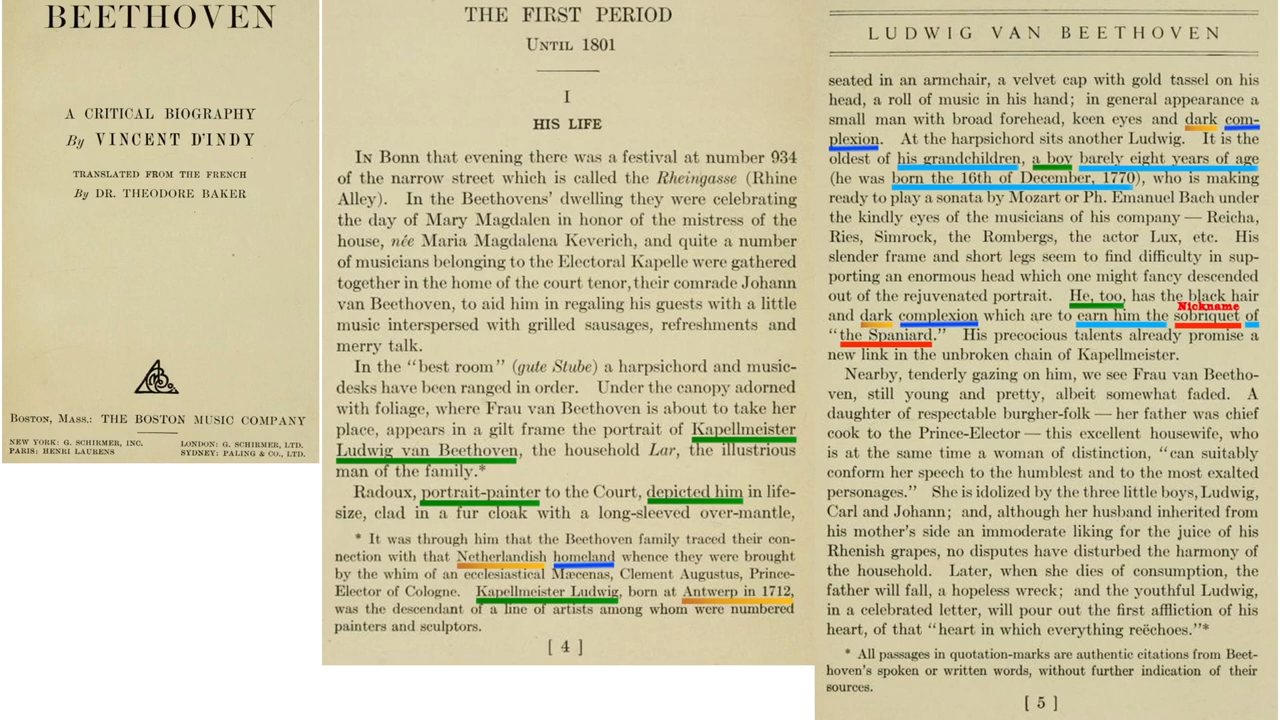 BEETHOVEN
A CRITICAL BIOGRAPHY
By VINCENT D'INDY
TRANSLATED FROM THE FRENCH
By DR. THEODORE BAKER
BOSTON, MASS.: THE BOSTON MUSIC COMPANY
NEW YORK: G. SCHIRMER, INC.
PARIS: HENRI LAURENS
LONDON: G. SCHIRMER, LTD.
SYDNEY: PALING & CO., LTD.
THE FIRST PERIOD
UNTIL 1801
I
HIS LIFE
IN Bonn that evening there was a festival at number 934
of the narrow street which is called the Rheingasse (Rhine
Alley). In the Beethovens' dwelling they were celebrating
the day of Mary Magdalen in honor of the mistress of the
house, née Maria Magdalena Keverich, and quite a number
of musicians belonging to the Electoral Kapelle were gathered
together in the home of the court tenor, their comrade Johann
van Beethoven, to aid him in regaling his guests with a little
music interspersed with grilled sausages, refreshments and
merry talk.
In the "best room" (gute Stube) a harpsichord and music-
desks have been ranged in order. Under the canopy adorned
with foliage, where Frau van Beethoven is about to take her
place, appears in a gilt frame the portrait of Kapellmeister
Ludwig van Beethoven, the household Lar, the illustrious
man of the family.*
Radoux, portrait-painter to the Court, depicted him in life-
size, clad in a fur cloak with a long-sleeved over-mantle,
* It was through him that the Beethoven family traced their con-
nection with that Netherlandish homeland whence they were brought
by the whim of an ecclesiastical Mæcenas, Clement Augustus, Prince-
Elector of Cologne. Kapellmeister Ludwig, born at Antwerp in 1712,
was the descendant of a line of artists among whom were numbered
painters and sculptors.
[ 4 ]
LUDWIG VAN BEETHOVEN
seated in an armchair, a velvet cap with gold tassel on his
head, a roll of music in his hand; in general appearance a
small man with broad forehead, keen eyes and dark com-
plexion. At the harpsichord sits another Ludwig. It is the
oldest of his grandchildren, a boy barely eight years of age
(he was born the 16th of December, 1770), who is making
ready to play a sonata by Mozart or Ph. Emanuel Bach under
the kindly eyes of the musicians of his company — Reicha,
Ries, Simrock, the Rombergs, the actor Lux, etc. His
slender frame and short legs seem to find difficulty in sup-
porting an enormous head which one might fancy descended
out of the rejuvenated portrait. He, too, has the black hair
Nickname
and dark complexion which are to earn him the sobriquet of
"the Spaniard." His precocious talents already promise a
new link in the unbroken chain of Kapellmeister.
Nearby, tenderly gazing on him, we see Frau van Beetho-
ven, still young and pretty, albeit somewhat faded. A
daughter of respectable burgher-folk — her father was chief
cook to the Prince-Elector — this excellent housewife, who
is at the same time a woman of distinction, "can suitably
conform her speech to the humblest and to the most exalted
personages." She is idolized by the three little boys, Ludwig,
Carl and Johann; and, although her husband inherited from
his mother's side an immoderate liking for the juice of his
Rhenish grapes, no disputes have disturbed the harmony of
the household. Later, when she dies of consumption, the
father will fall, a hopeless wreck; and the youthful Ludwig,
in a celebrated letter, will pour out the first affliction of his
heart, of that "heart in which everything reëchoes."*
* All passages in quotation-marks are authentic citations from Beet-
hoven's spoken or written words, without further indication of their
sources.
[ 5 ]